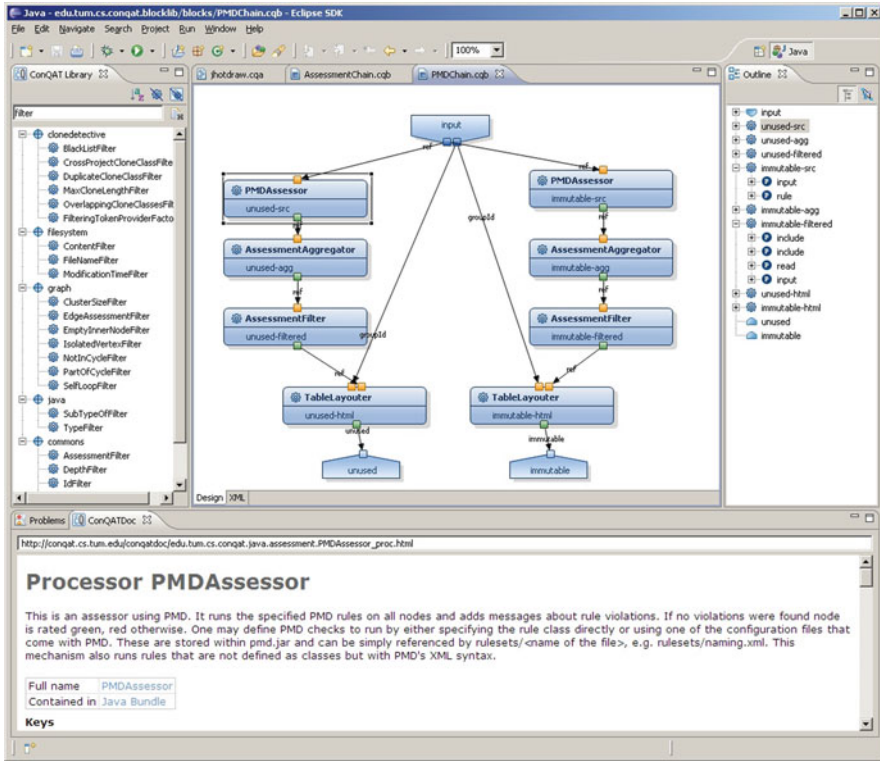 Java - edu.tum.cs.conqat.blocklib/blocks/PMDChain.cqb - Eclipse SDK
File Edit Navigate Search Project Run Window Help
100%
Java
ConQAT Library
filter
clonedetective
BlackListFilter
CrossProjectCloneClassFilte
DuplicateCloneClassFilter
MaxCloneLengthFilter
OverlappingCloneClassesFilt
FilteringTokenProviderFacto
filesystem
ContentFilter
FileNameFilter
ModificationTimeFilter
graph
ClusterSizeFilter
EdgeAssessmentFilter
EmptyInnerNodeFilter
IsolatedVertexFilter
NotInCycleFilter
PartOfCycleFilter
SelfLoopFilter
java
SubTypeOfFilter
TypeFilter
commons
AssessmentFilter
DepthFilter
IdFilter
jhotdraw.cqa
AssessmentChain.cqb
PMDChain.cqb
input
ref
ref
PMDAssessor
unused-src
PMDAssessor
immutable-src
ref
groupId
ref
AssessmentAggregator
unused-agg
AssessmentAggregator
immutable-agg
ref
ref
AssessmentFilter
unused-filtered
AssessmentFilter
immutable-filtered
groupId
ref
ref
TableLayouter
unused-html
TableLayouter
immutable-html
unused
immutable
unused
immutable
Design XML
Outline
input
unused-src
unused-agg
unused-filtered
immutable-src
input
rule
immutable-agg
immutable-filtered
include
include
read
input
unused-html
immutable-html
unused
immutable
Problems
ConQATDoc
http://conqat.cs.tum.edu/conqatdoc/edu.tum.cs.conqat.java.assessment.PMDAssessor_proc.html
Processor PMDAssessor
This is an assessor using PMD. It runs the specified PMD rules on all nodes and adds messages about rule violations. If no violations were found node
is rated green, red otherwise. One may define PMD checks to run by either specifying the rule class directly or using one of the configuration files that
come with PMD. These are stored within pmd.jar and can be simply referenced by rulesets/<name of the file>, e.g. rulesets/naming.xml. This
mechanism also runs rules that are not defined as classes but with PMD's XML syntax.
Full name PMDAssessor
Contained in Java Bundle
Keys